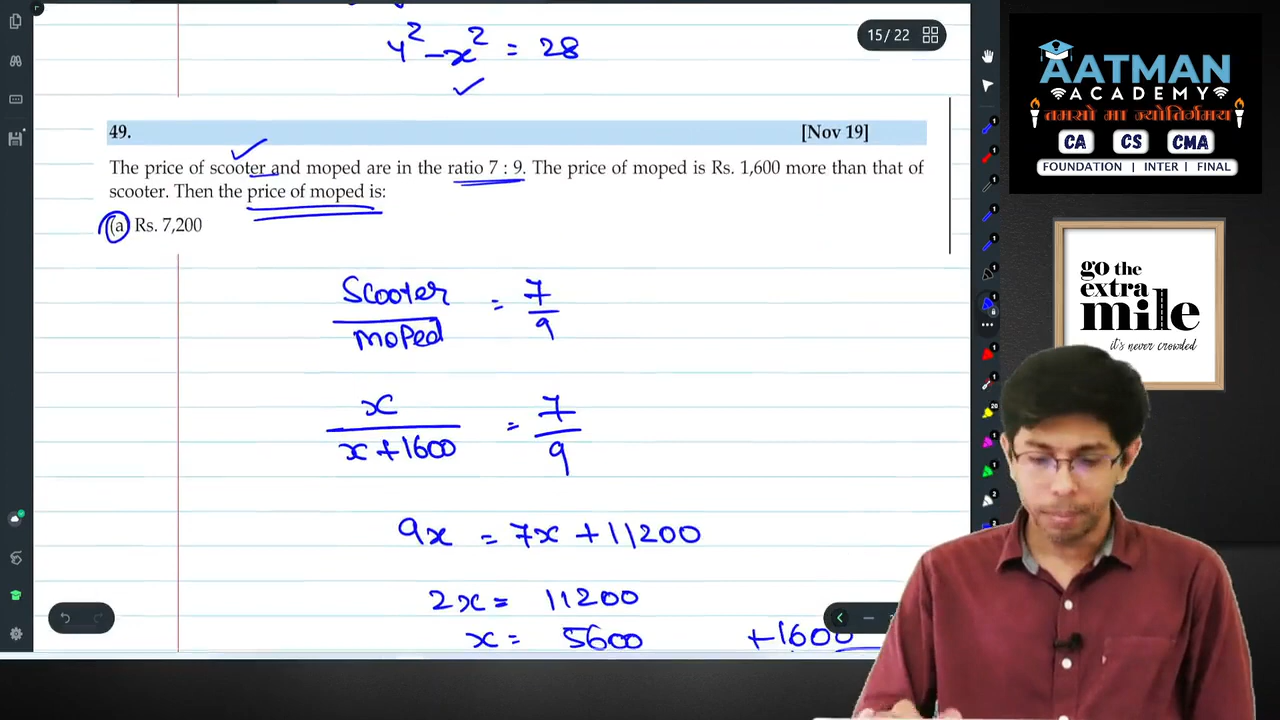 y² - x² = 28
15 / 22
49. [Nov 19]
The price of scooter and moped are in the ratio 7 : 9. The price of moped is Rs. 1,600 more than that of
scooter. Then the price of moped is:
(a) Rs. 7,200
Scooter / Moped = 7/9
x / x + 1600 = 7/9
9x = 7x + 11200
2x = 11200
x = 5600 +1600
AATMAN
ACADEMY
तमसो मा ज्योतिर्गमय
CA CS CMA
FOUNDATION | INTER | FINAL
go the
extra
mile
it's never crowded